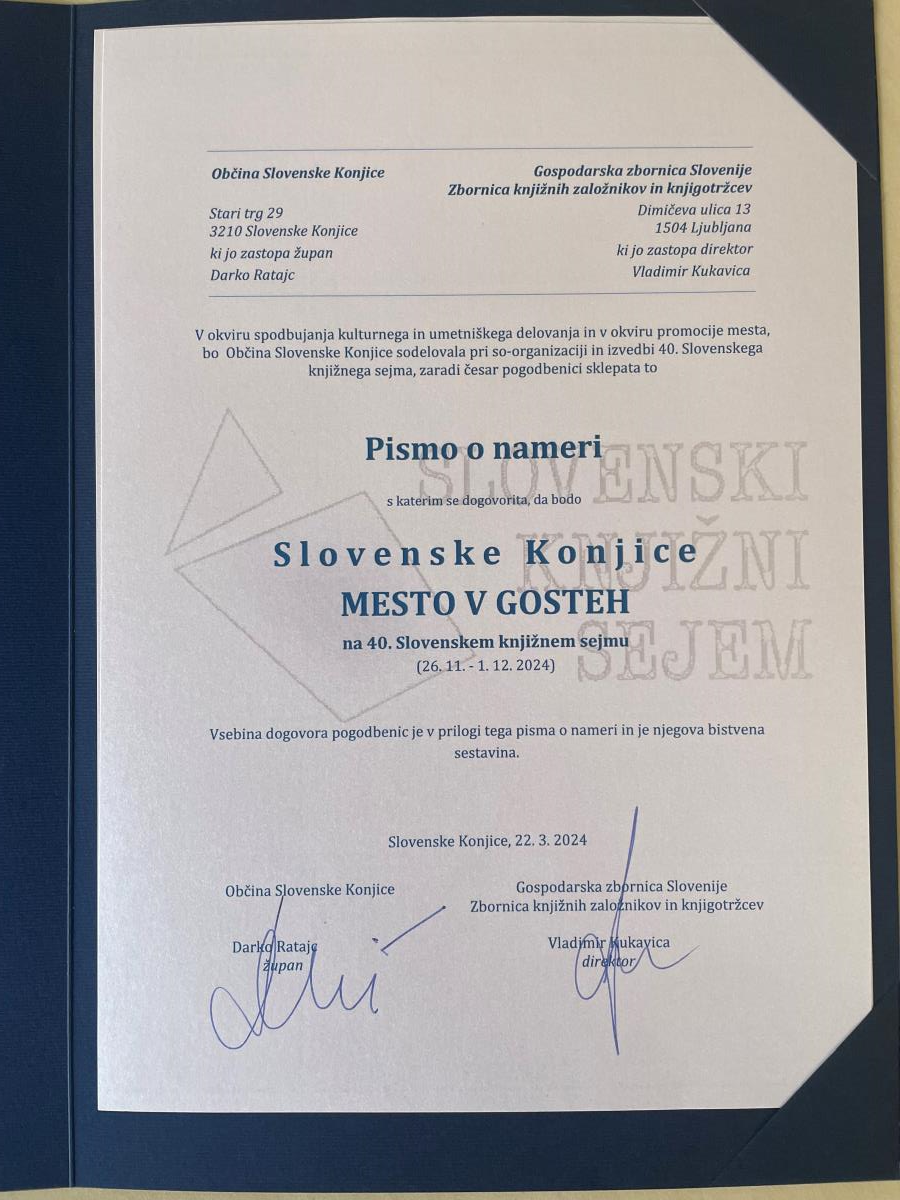 Občina Slovenske Konjice
Stari trg 29
3210 Slovenske Konjice
ki jo zastopa župan
Darko Ratajc
Gospodarska zbornica Slovenije
Zbornica knjižnih založnikov in knjigotržcev
Dimičeva ulica 13
1504 Ljubljana
ki jo zastopa direktor
Vladimir Kukavica
V okviru spodbujanja kulturnega in umetniškega delovanja in v okviru promocije mesta,
bo Občina Slovenske Konjice sodelovala pri so-organizaciji in izvedbi 40. Slovenskega
knjižnega sejma, zaradi česar pogodbenici sklepata to
Pismo o nameri
s katerim se dogovorita, da bodo
Slovenske Konjice
MESTO V GOSTEH
na 40. Slovenskem knjižnem sejmu
(26. 11. - 1. 12. 2024)
SLOVENSKI
KNJIŽNI
SEJEM
Vsebina dogovora pogodbenic je v prilogi tega pisma o nameri in je njegova bistvena
sestavina.
Slovenske Konjice, 22. 3. 2024
Občina Slovenske Konjice
Darko Ratajc
župan
Gospodarska zbornica Slovenije
Zbornica knjižnih založnikov in knjigotržcev
Vladimir Kukavica
direktor